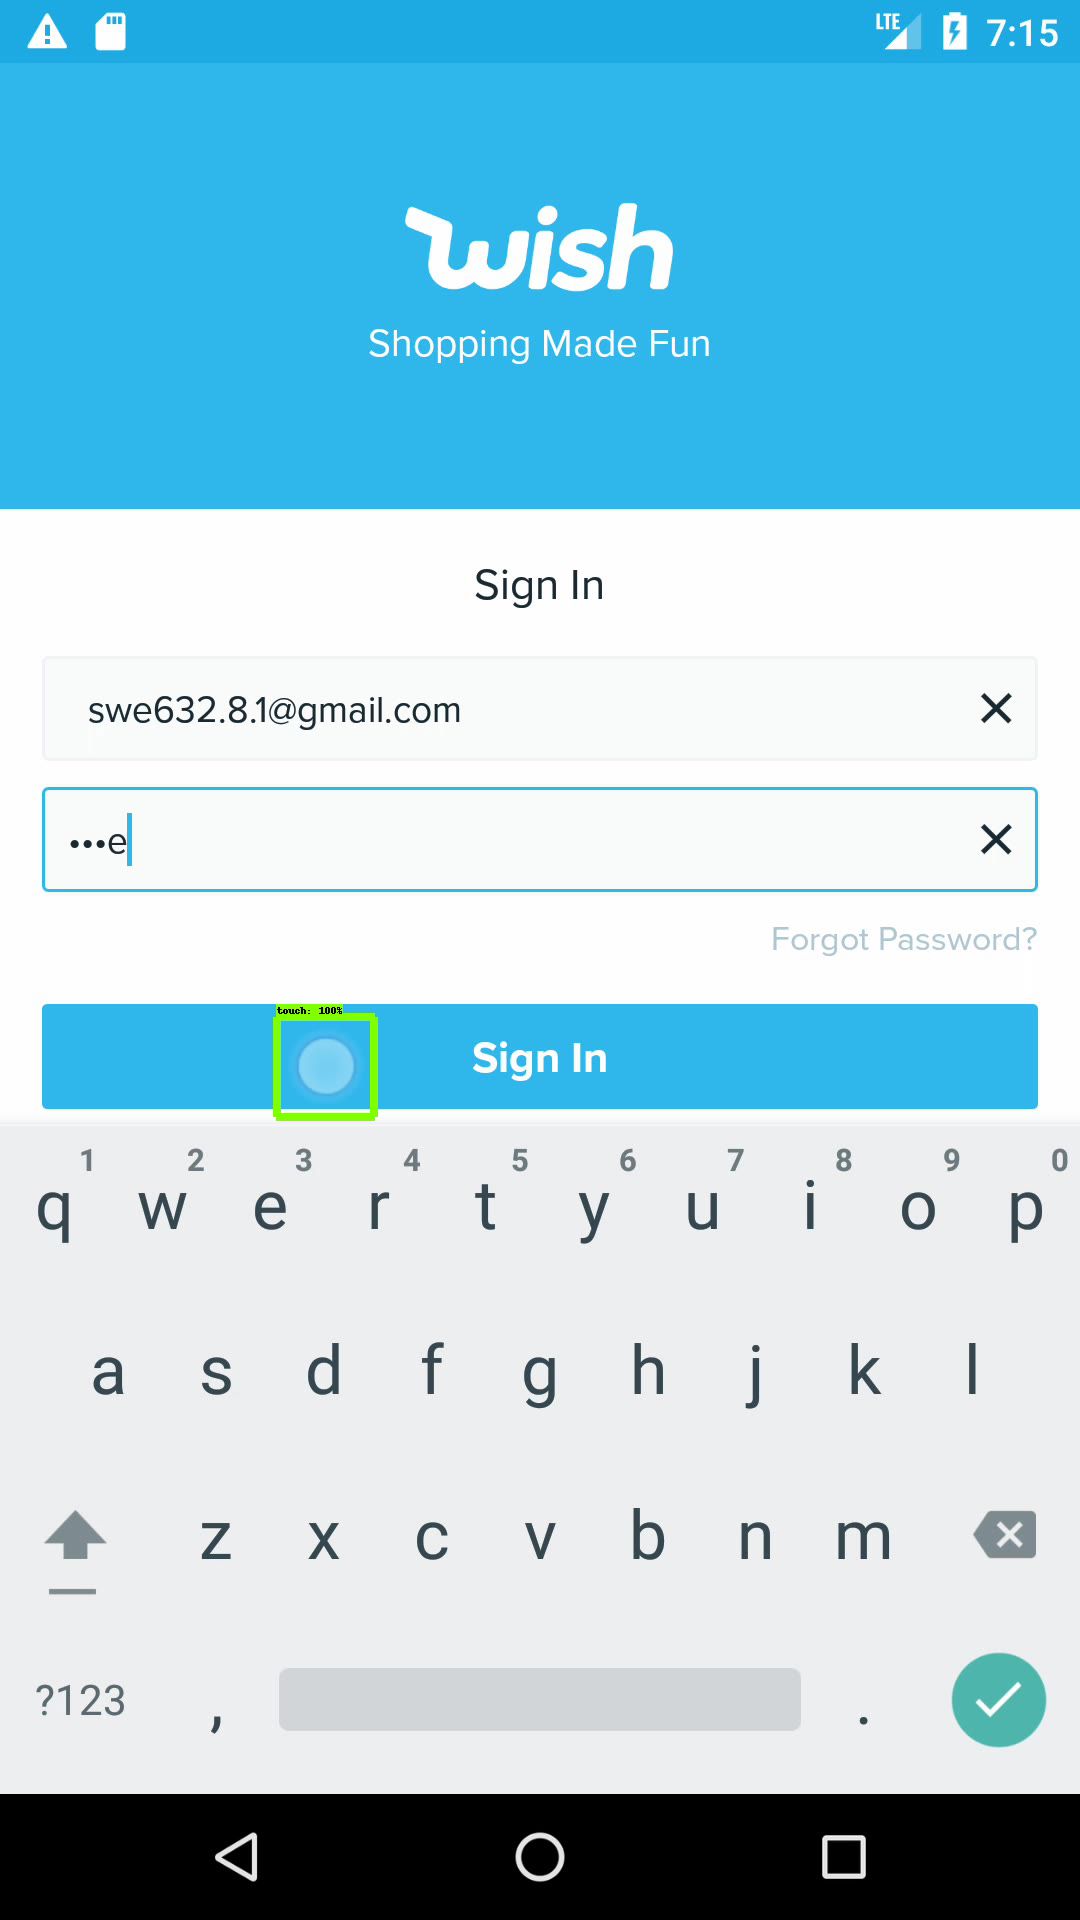 LTE 7:15
wish
Shopping Made Fun
Sign In
swe632.8.1@gmail.com
•••e
Forgot Password?
touch: 100%
Sign In
1 2 3 4 5 6 7 8 9 0
q w e r t y u i o p
a s d f g h j k l
z x c v b n m
?123 , .